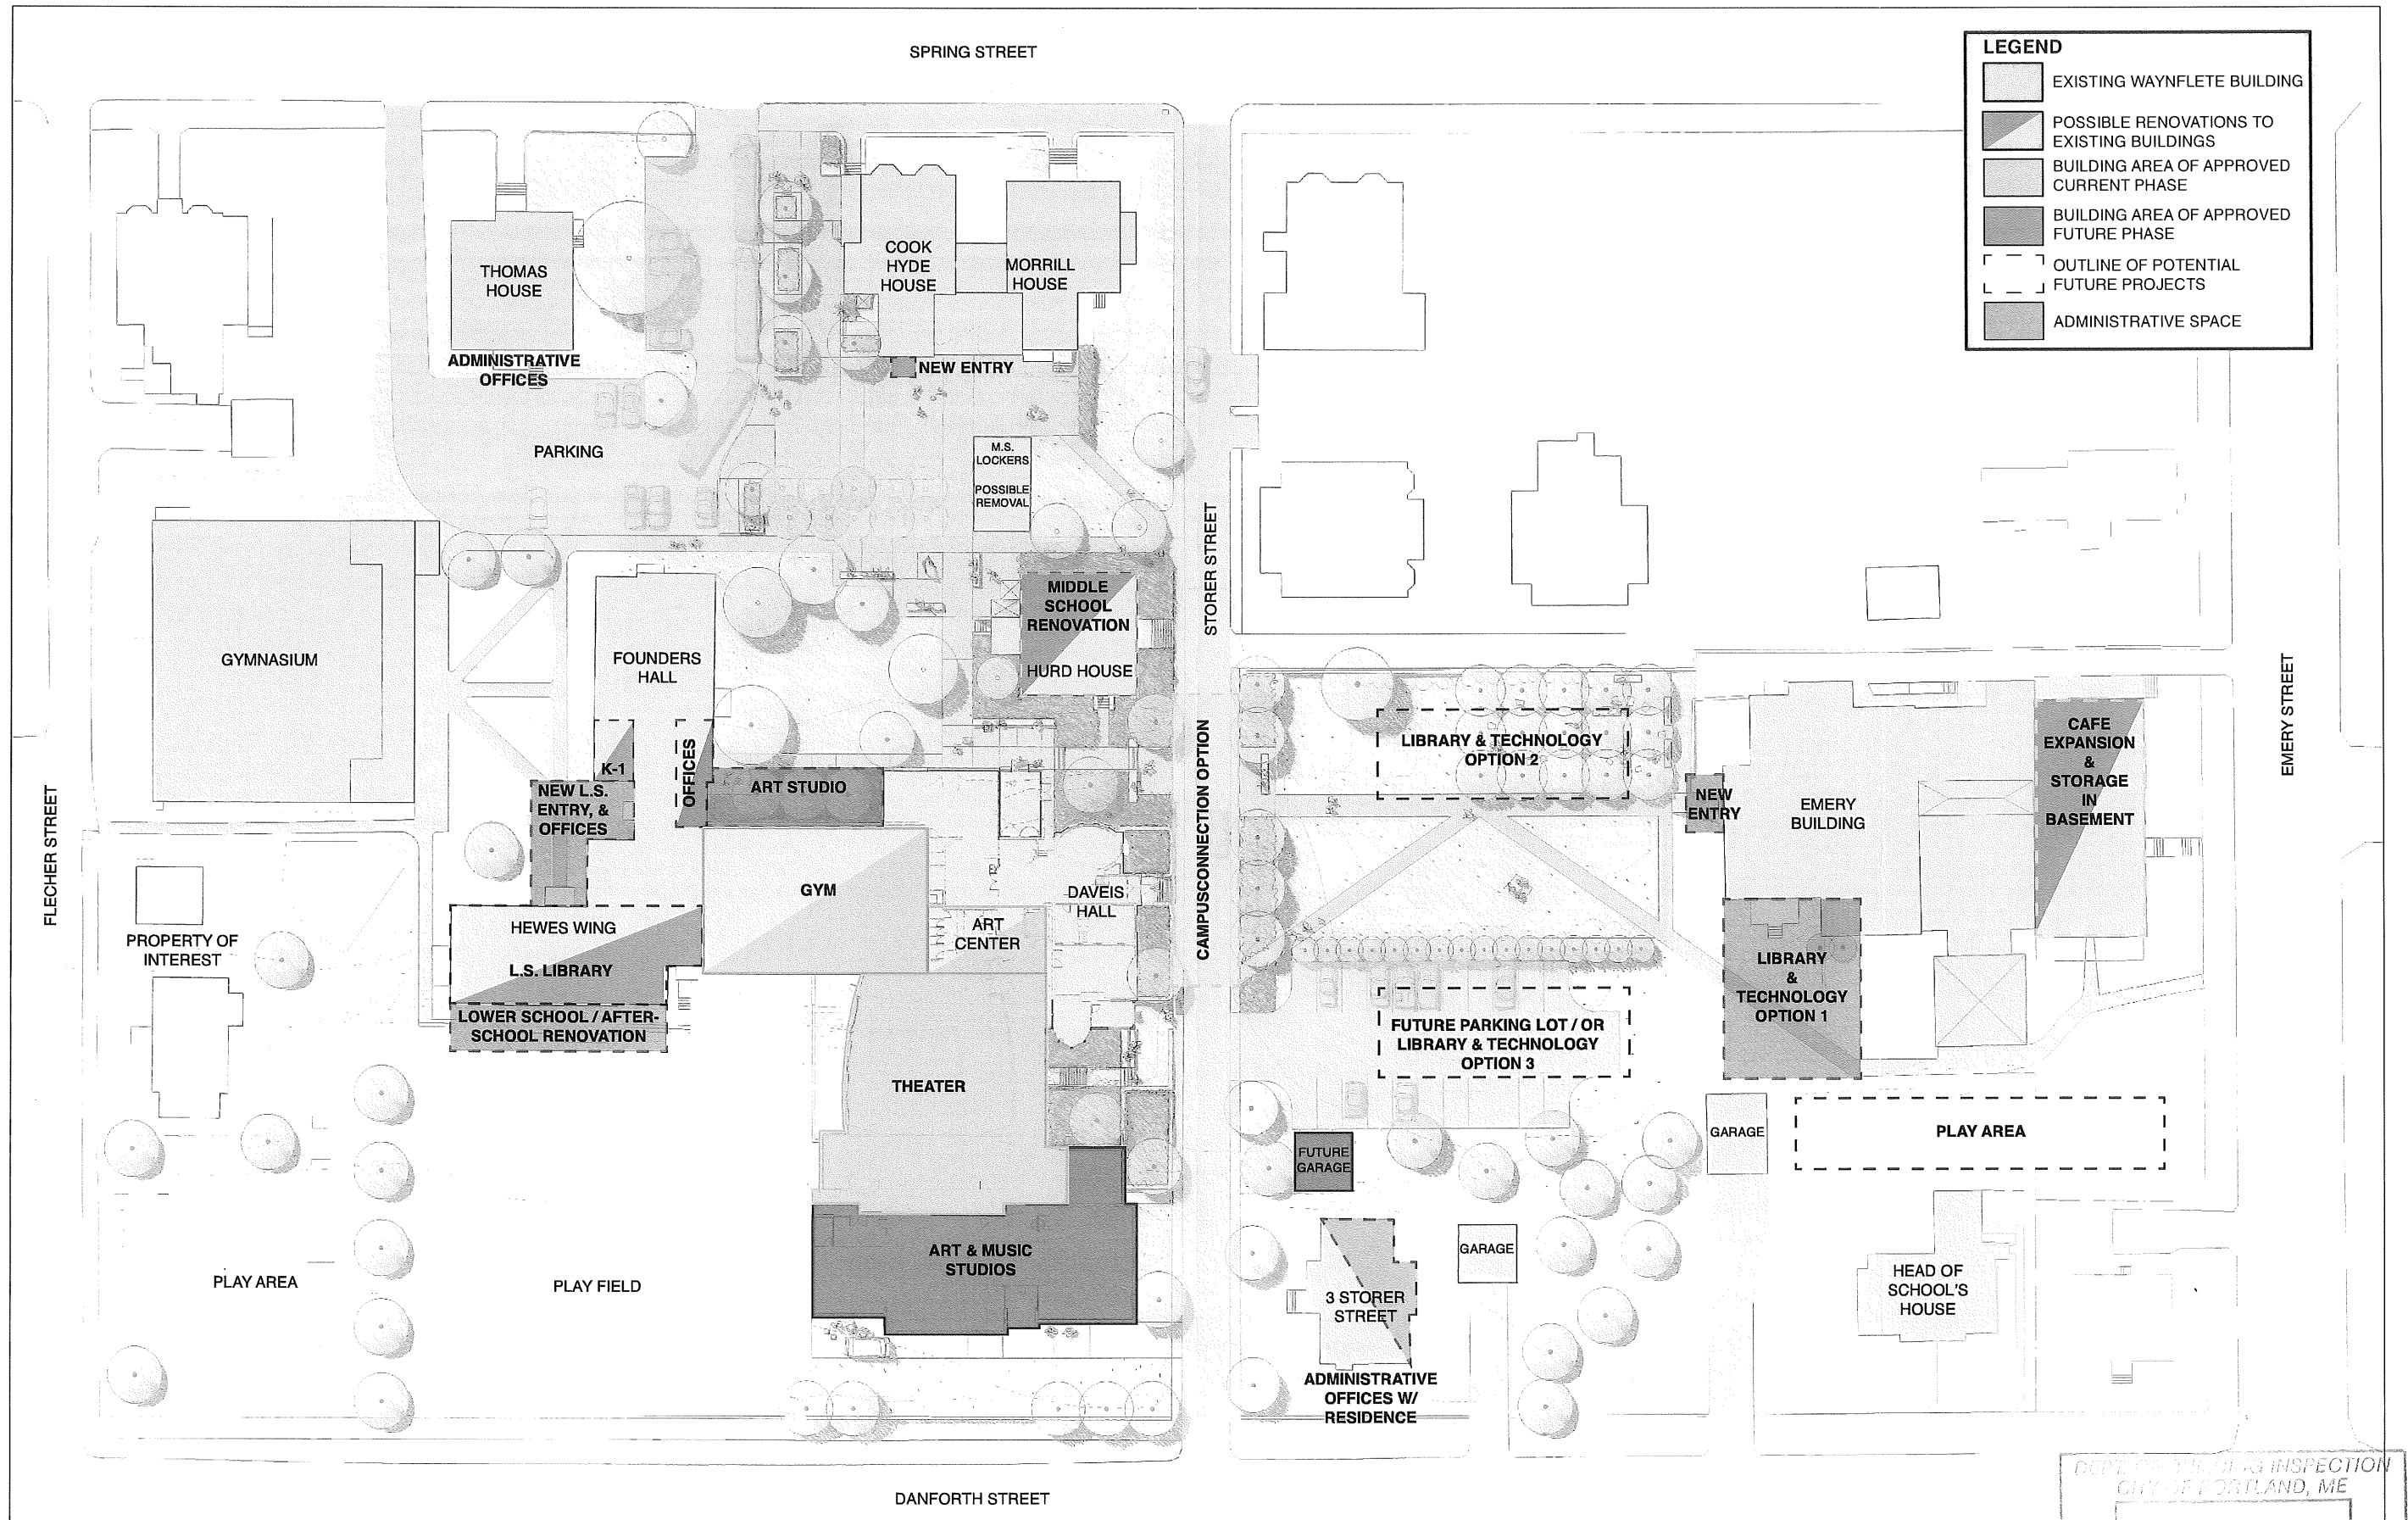 SPRING STREET
LEGEND
EXISTING WAYNFLETE BUILDING
POSSIBLE RENOVATIONS TO
EXISTING BUILDINGS
BUILDING AREA OF APPROVED
CURRENT PHASE
BUILDING AREA OF APPROVED
FUTURE PHASE
OUTLINE OF POTENTIAL
FUTURE PROJECTS
ADMINISTRATIVE SPACE
THOMAS
HOUSE
ADMINISTRATIVE
OFFICES
COOK
HYDE
HOUSE
MORRILL
HOUSE
NEW ENTRY
PARKING
M.S.
LOCKERS
POSSIBLE
REMOVAL
STORER STREET
MIDDLE
SCHOOL
RENOVATION
HURD HOUSE
GYMNASIUM
FOUNDERS
HALL
K-1
OFFICES
ART STUDIO
NEW L.S.
ENTRY, &
OFFICES
GYM
ART
CENTER
DAVEIS
HALL
CAMPUSCONNECTION OPTION
LIBRARY & TECHNOLOGY
OPTION 2
NEW
ENTRY
EMERY
BUILDING
CAFE
EXPANSION
&
STORAGE
IN
BASEMENT
EMERY STREET
FLECHER STREET
PROPERTY OF
INTEREST
HEWES WING
L.S. LIBRARY
LOWER SCHOOL / AFTER-
SCHOOL RENOVATION
THEATER
LIBRARY
&
TECHNOLOGY
OPTION 1
FUTURE PARKING LOT / OR
LIBRARY & TECHNOLOGY
OPTION 3
FUTURE
GARAGE
GARAGE
PLAY AREA
ART & MUSIC
STUDIOS
PLAY AREA
PLAY FIELD
GARAGE
3 STORER
STREET
ADMINISTRATIVE
OFFICES W/
RESIDENCE
HEAD OF
SCHOOL'S
HOUSE
DANFORTH STREET
DEPT. OF BUILDING INSPECTION
CITY OF PORTLAND, ME